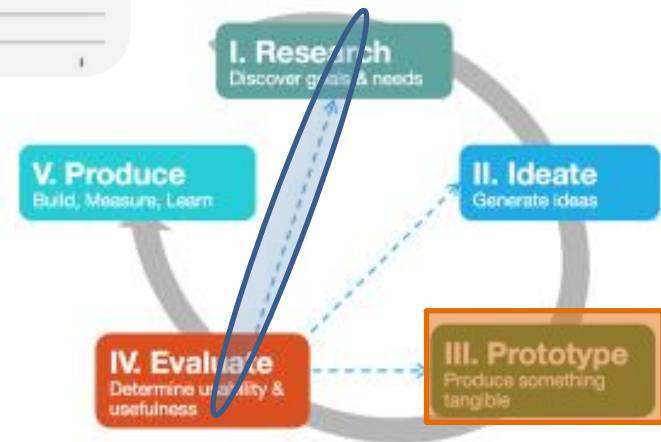 I. Research
Discover goals & needs
II. Ideate
Generate ideas
III. Prototype
Produce something
tangible
IV. Evaluate
Determine usability &
usefulness
V. Produce
Build, Measure, Learn